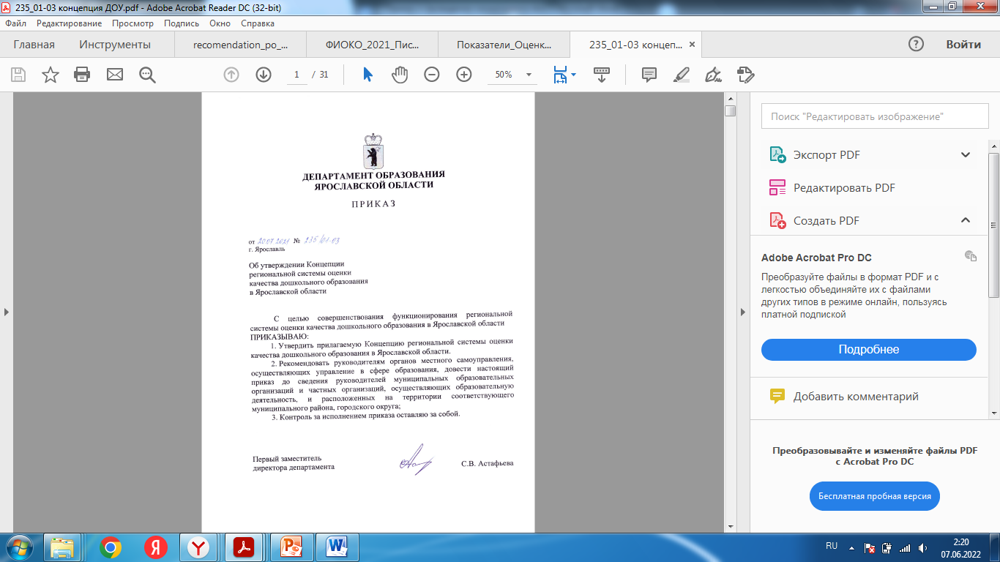 235_01-03 концепция ДОУ.pdf - Adobe Acrobat Reader DC (32-bit)
Файл Редактирование Просмотр Подпись Окно Справка
Главная Инструменты recomendation_po_... ФИОКО_2021_Пис... Показатели_Оценк... 235_01-03 концеп... × Войти
1 / 31 50%
ДЕПАРТАМЕНТ ОБРАЗОВАНИЯ
ЯРОСЛАВСКОЙ ОБЛАСТИ
ПРИКАЗ
от 20.07.2021 № 235/01-03
г. Ярославль
Об утверждении Концепции
региональной системы оценки
качества дошкольного образования
в Ярославской области
С целью совершенствования функционирования региональной
системы оценки качества дошкольного образования в Ярославской области
ПРИКАЗЫВАЮ:
1. Утвердить прилагаемую Концепцию региональной системы оценки
качества дошкольного образования в Ярославской области.
2. Рекомендовать руководителям органов местного самоуправления,
осуществляющих управление в сфере образования, довести настоящий
приказ до сведения руководителей муниципальных образовательных
организаций и частных организаций, осуществляющих образовательную
деятельность, и расположенных на территории соответствующего
муниципального района, городского округа;
3. Контроль за исполнением приказа оставляю за собой.
Первый заместитель
директора департамента С.В. Астафьева
Поиск "Редактировать изображение"
Экспорт PDF
Редактировать PDF
Создать PDF
Adobe Acrobat Pro DC
Преобразуйте файлы в формат PDF и с
легкостью объединяйте их с файлами
других типов в режиме онлайн, пользуясь
платной подпиской
Подробнее
Добавить комментарий
Преобразовывайте и изменяйте файлы PDF
с Acrobat Pro DC
Бесплатная пробная версия
RU 2:20
07.06.2022